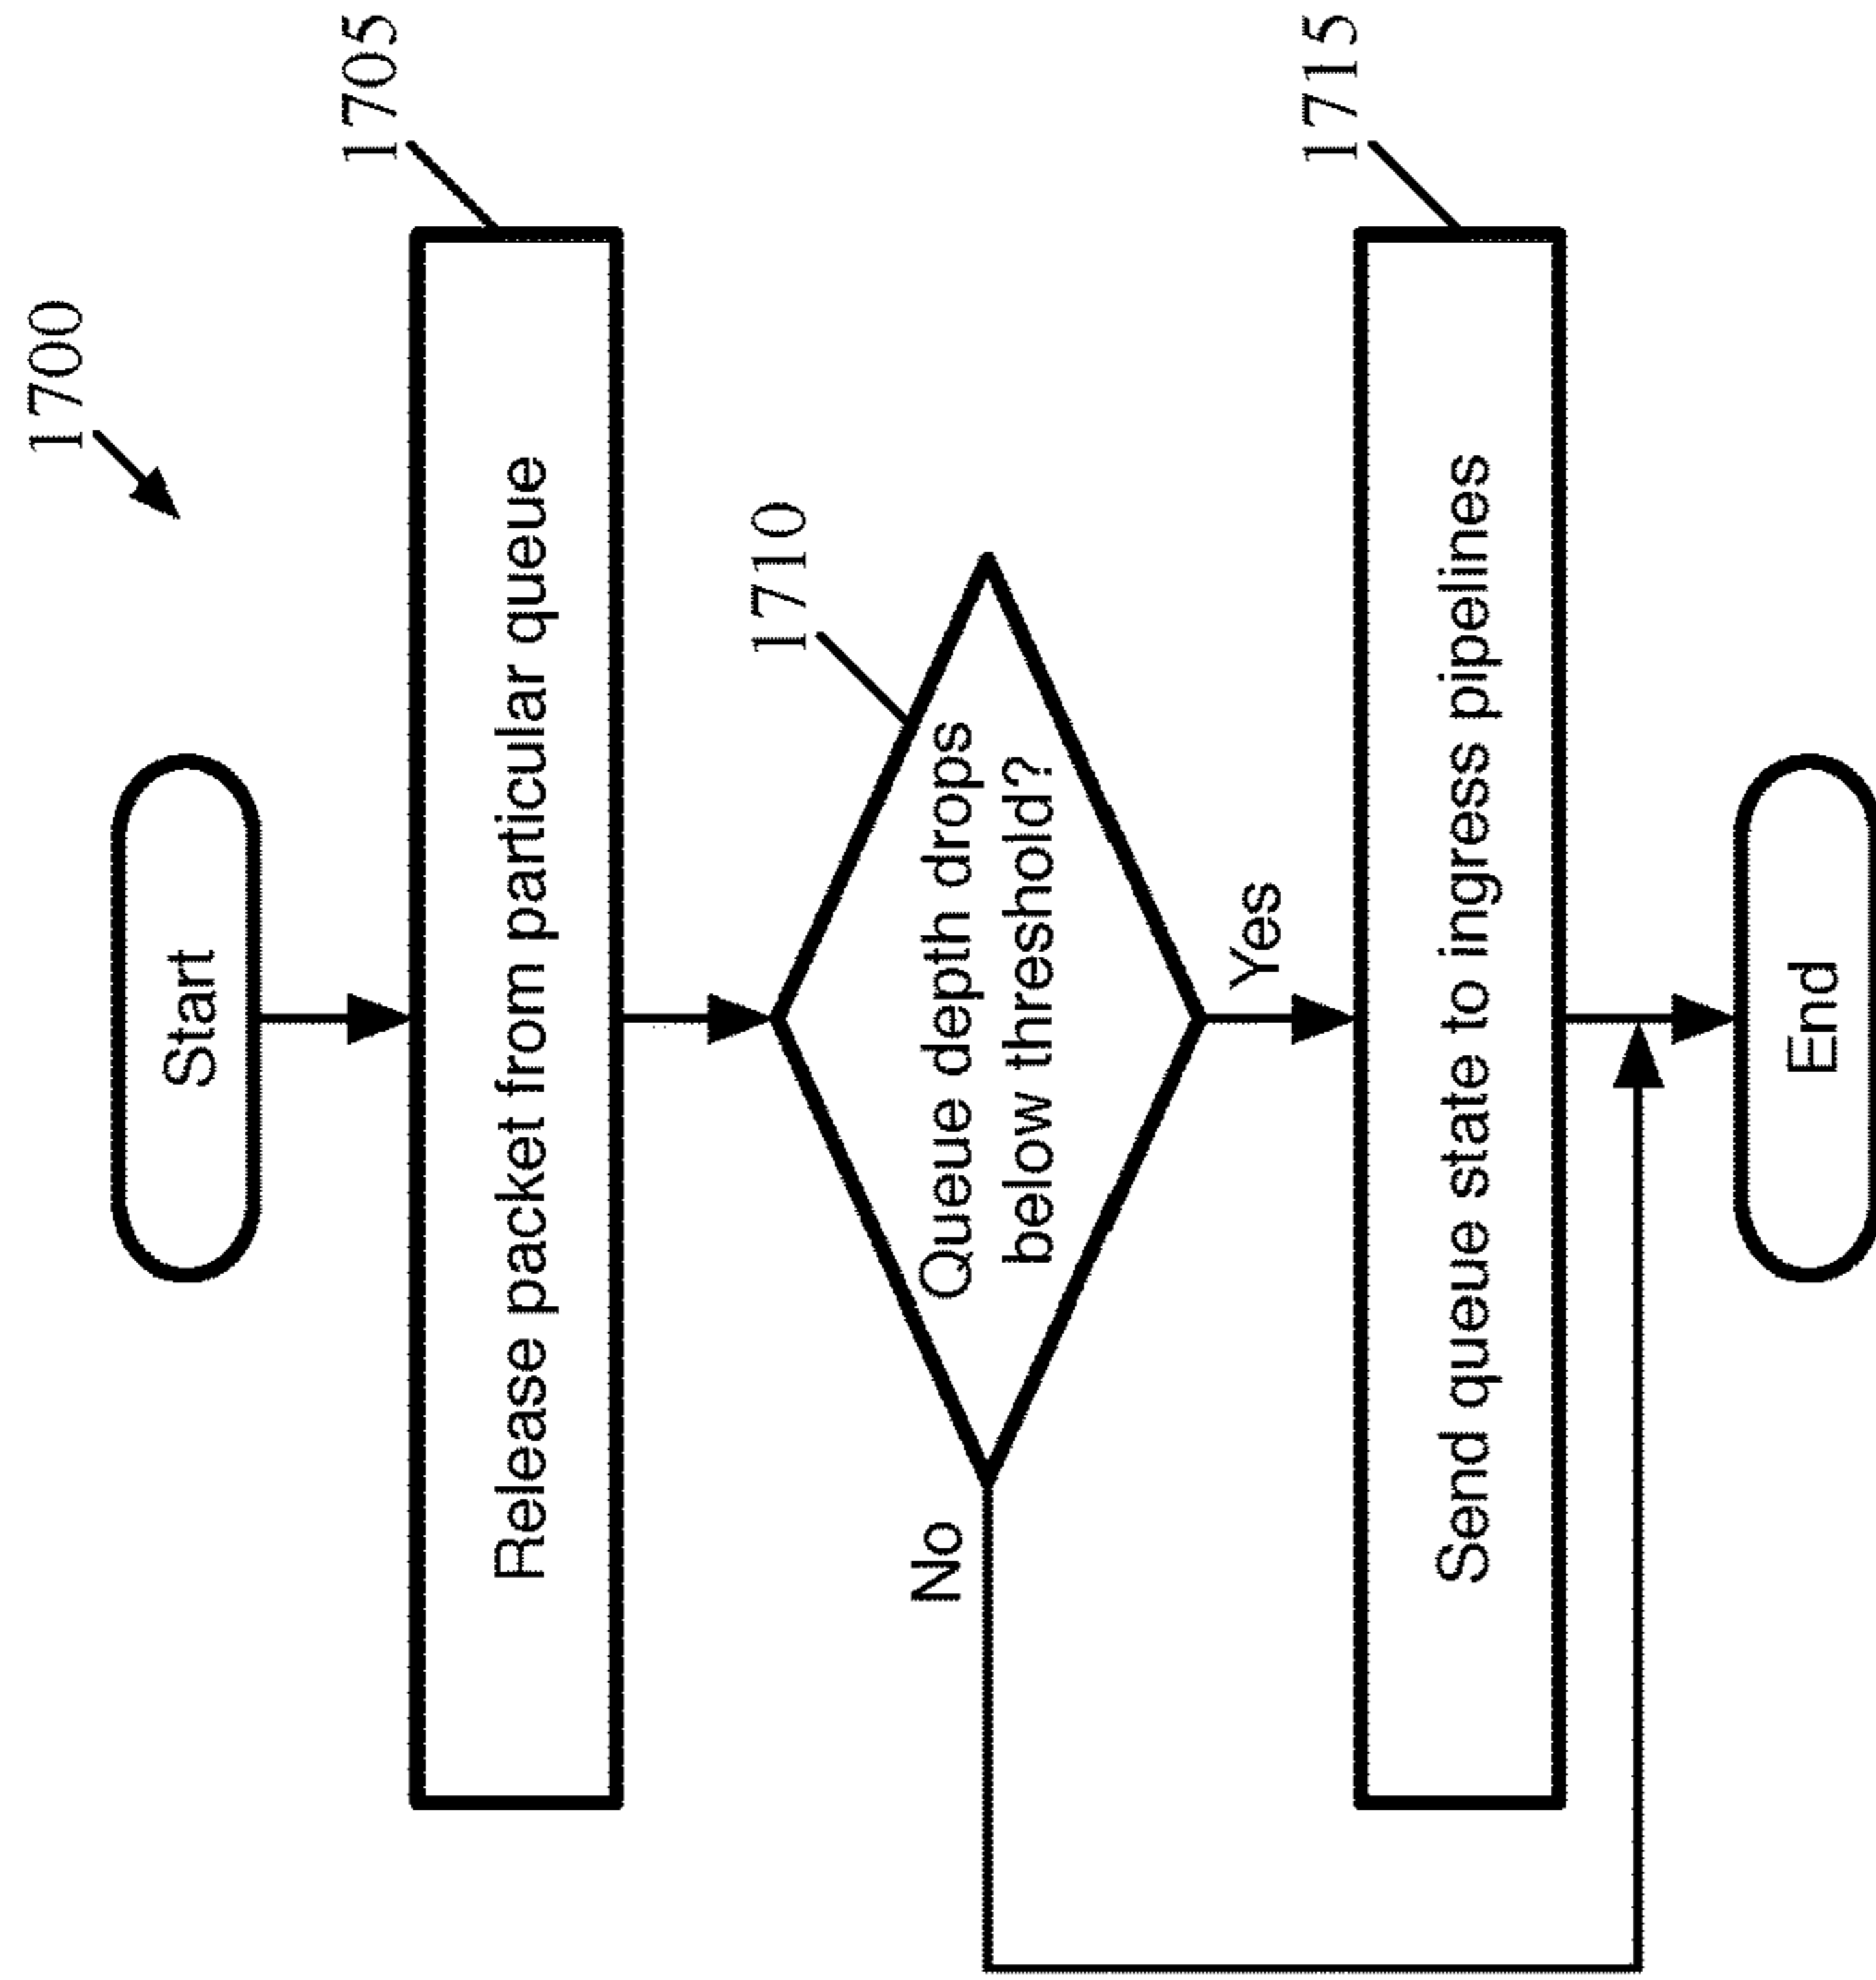 1700
Start
1705
Release packet from particular queue
1710
Queue depth drops
below threshold?
No
Yes
1715
Send queue state to ingress pipelines
End